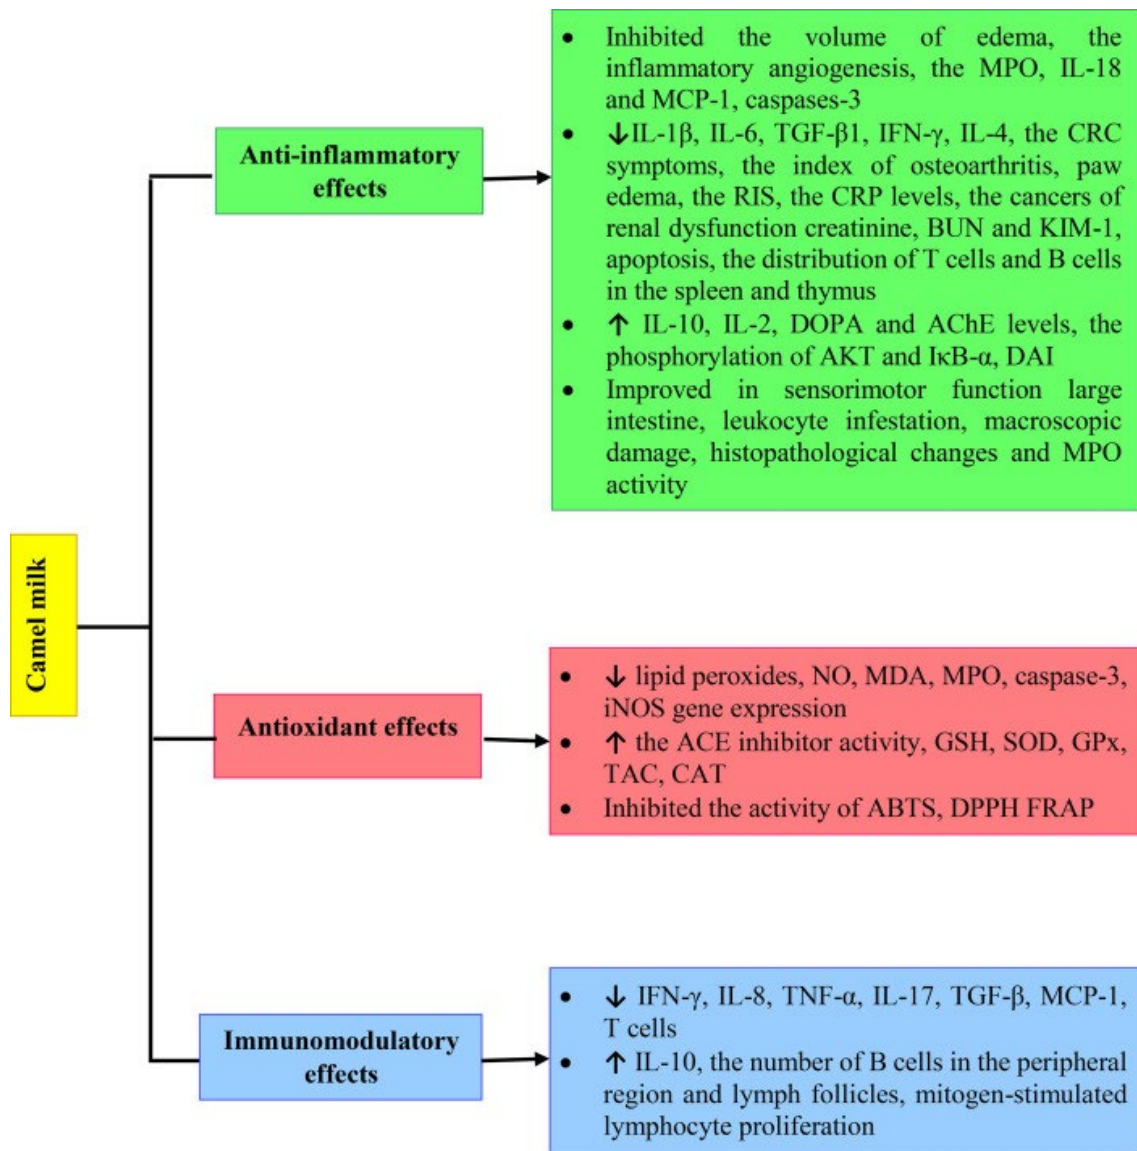 Camel milk
Anti-inflammatory
effects
• Inhibited the volume of edema, the
inflammatory angiogenesis, the MPO, IL-18
and MCP-1, caspases-3
• ↓IL-1β, IL-6, TGF-β1, IFN-γ, IL-4, the CRC
symptoms, the index of osteoarthritis, paw
edema, the RIS, the CRP levels, the cancers of
renal dysfunction creatinine, BUN and KIM-1,
apoptosis, the distribution of T cells and B cells
in the spleen and thymus
• ↑ IL-10, IL-2, DOPA and AChE levels, the
phosphorylation of AKT and IκB-α, DAI
• Improved in sensorimotor function large
intestine, leukocyte infestation, macroscopic
damage, histopathological changes and MPO
activity
Antioxidant effects
• ↓ lipid peroxides, NO, MDA, MPO, caspase-3,
iNOS gene expression
• ↑ the ACE inhibitor activity, GSH, SOD, GPx,
TAC, CAT
• Inhibited the activity of ABTS, DPPH FRAP
Immunomodulatory
effects
• ↓ IFN-γ, IL-8, TNF-α, IL-17, TGF-β, MCP-1,
T cells
• ↑ IL-10, the number of B cells in the peripheral
region and lymph follicles, mitogen-stimulated
lymphocyte proliferation